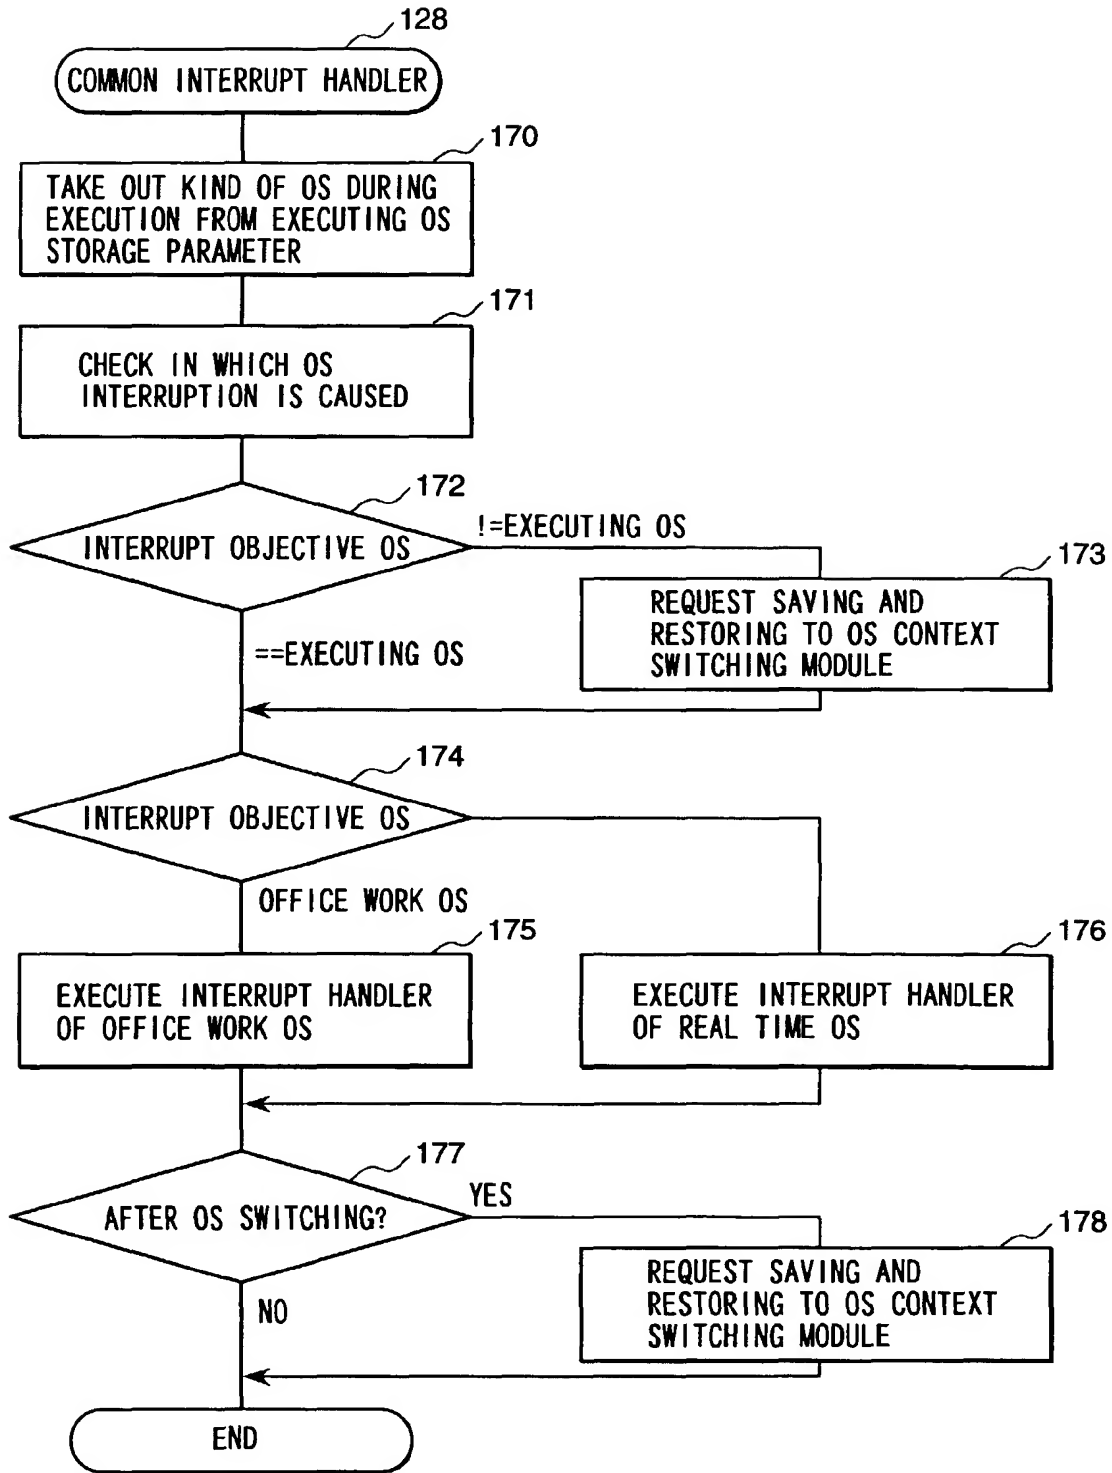 128
COMMON INTERRUPT HANDLER
170
TAKE OUT KIND OF OS DURING
EXECUTION FROM EXECUTING OS
STORAGE PARAMETER
171
CHECK IN WHICH OS
INTERRUPTION IS CAUSED
172
INTERRUPT OBJECTIVE OS
!=EXECUTING OS
173
REQUEST SAVING AND
RESTORING TO OS CONTEXT
SWITCHING MODULE
==EXECUTING OS
174
INTERRUPT OBJECTIVE OS
OFFICE WORK OS
175
EXECUTE INTERRUPT HANDLER
OF OFFICE WORK OS
176
EXECUTE INTERRUPT HANDLER
OF REAL TIME OS
177
AFTER OS SWITCHING?
YES
178
REQUEST SAVING AND
RESTORING TO OS CONTEXT
SWITCHING MODULE
NO
END